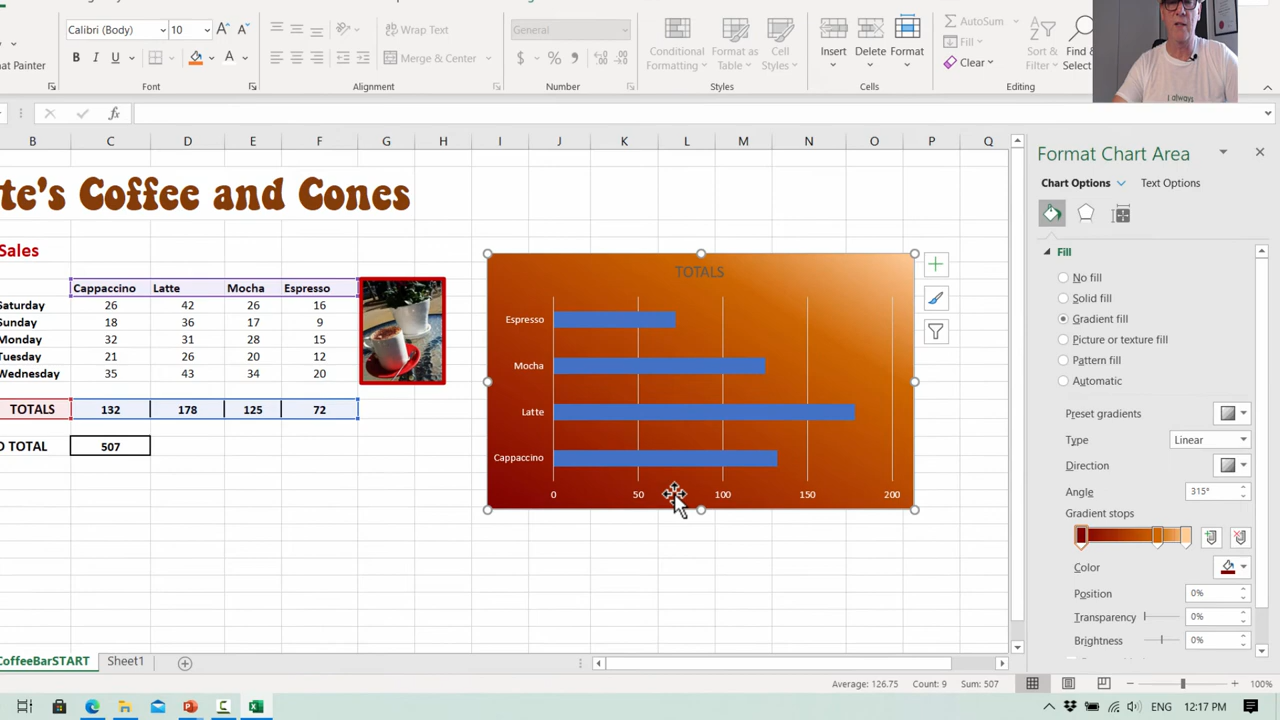 Calibri (Body) 10 A A Wrap Text General AutoSum
Conditional Formatting Format as Table Cell Styles Insert Delete Format Fill Sort & Filter Find & Select
at Painter B I U A Merge & Center $ % Clear
Font Alignment Number Styles Cells Editing
fx
B C D E F G H I J K L M N O P Q
te's Coffee and Cones
Sales
Cappaccino Latte Mocha Espresso
Saturday 26 42 26 16
Sunday 18 36 17 9
Monday 32 31 28 15
Tuesday 21 26 20 12
Wednesday 35 43 34 20
TOTALS 132 178 125 72
D TOTAL 507
TOTALS
Espresso
Mocha
Latte
Cappaccino
0 50 100 150 200
Format Chart Area
Chart Options Text Options
Fill
No fill
Solid fill
Gradient fill
Picture or texture fill
Pattern fill
Automatic
Preset gradients
Type Linear
Direction
Angle 315°
Gradient stops
Color
Position 0%
Transparency 0%
Brightness 0%
I always
CoffeeBarSTART Sheet1
Average: 126.75 Count: 9 Sum: 507 100%
ENG 12:17 PM